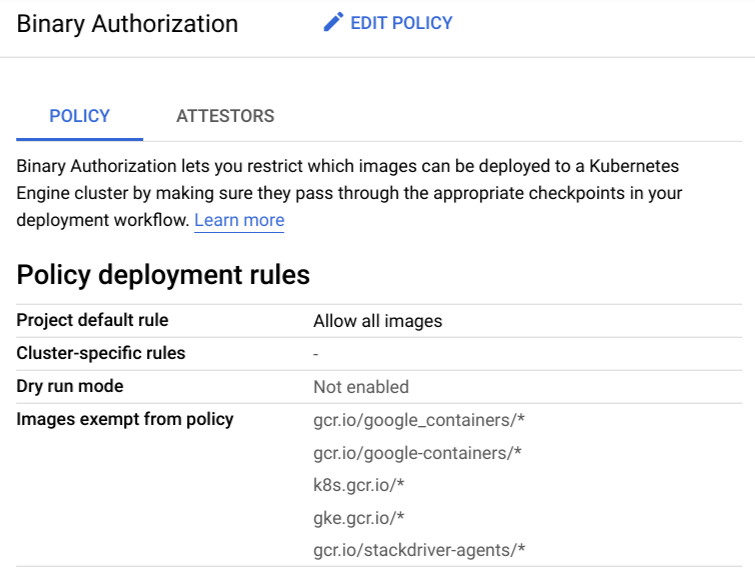 Binary Authorization
EDIT POLICY
POLICY
ATTESTORS
Binary Authorization lets you restrict which images can be deployed to a Kubernetes
Engine cluster by making sure they pass through the appropriate checkpoints in your
deployment workflow. Learn more
Policy deployment rules
Project default rule
Allow all images
Cluster-specific rules
-
Dry run mode
Not enabled
Images exempt from policy
gcr.io/google_containers/*
gcr.io/google-containers/*
k8s.gcr.io/*
gke.gcr.io/*
gcr.io/stackdriver-agents/*